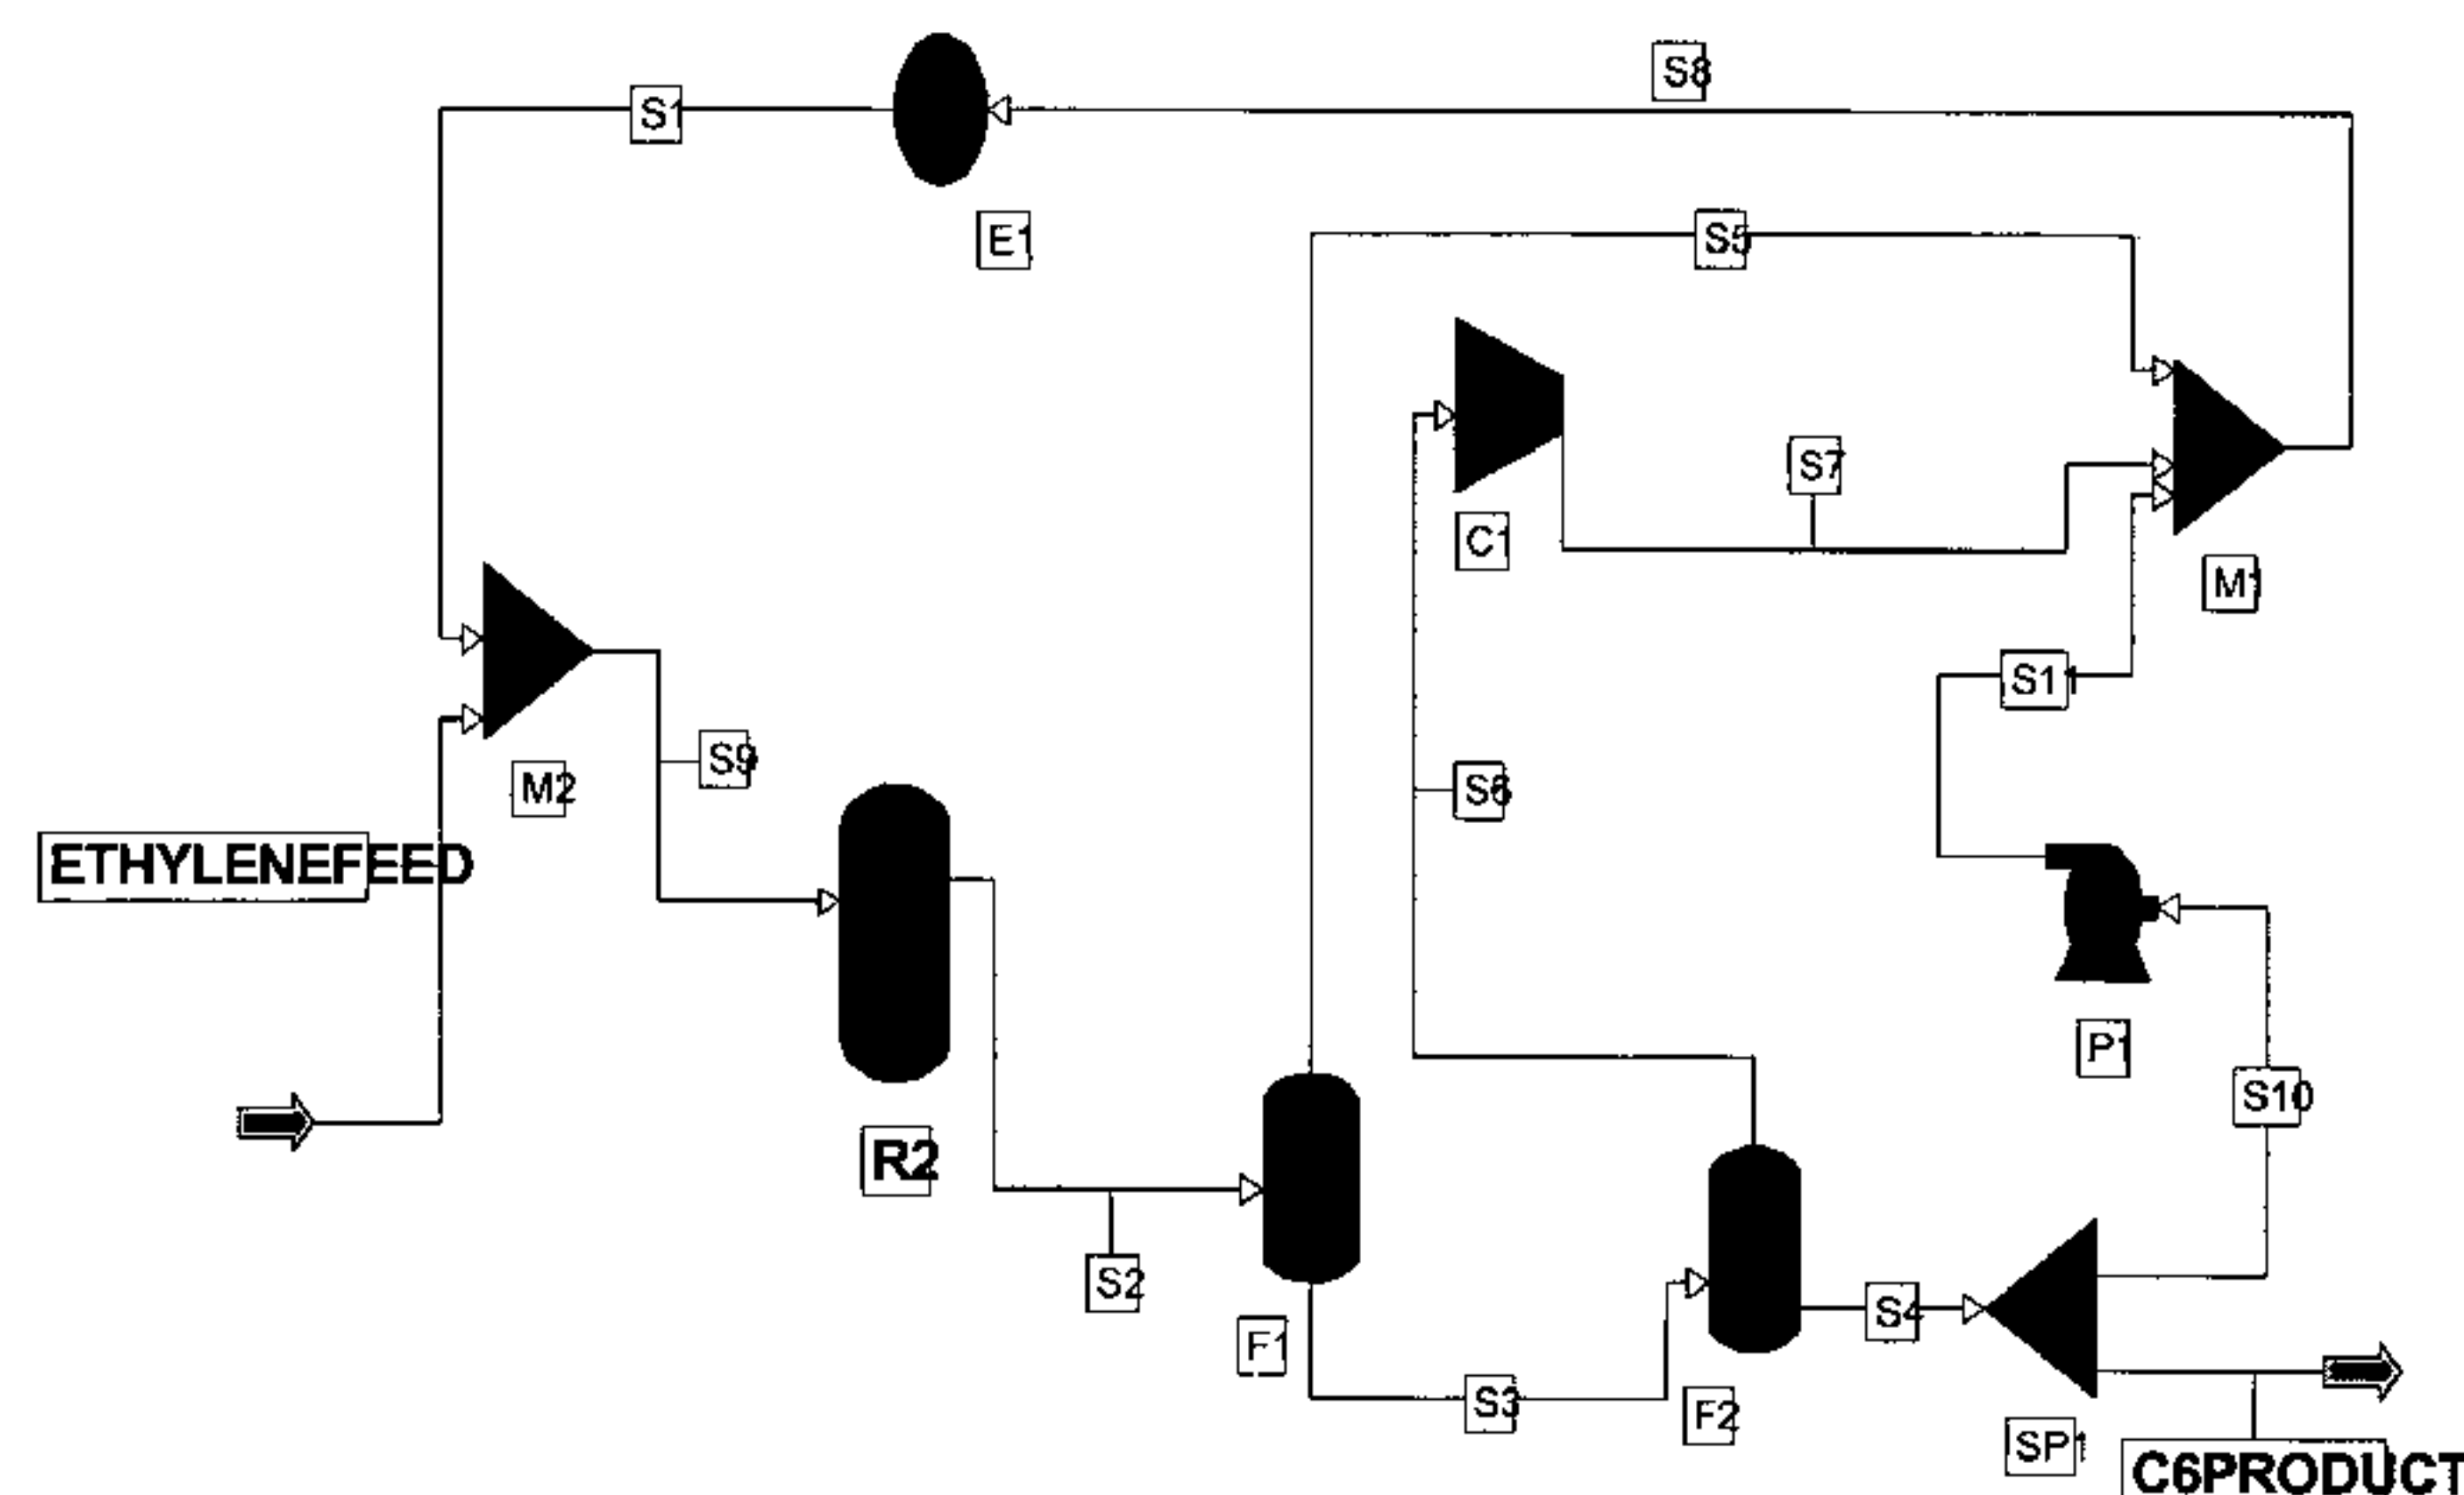 S8
S1
E1
S5
S7
C1
M1
S11
S9
M2
S6
ETHYLENEFEED
P1
S10
R2
S2
S4
F1
S3
F2
SP1
C6PRODUCT